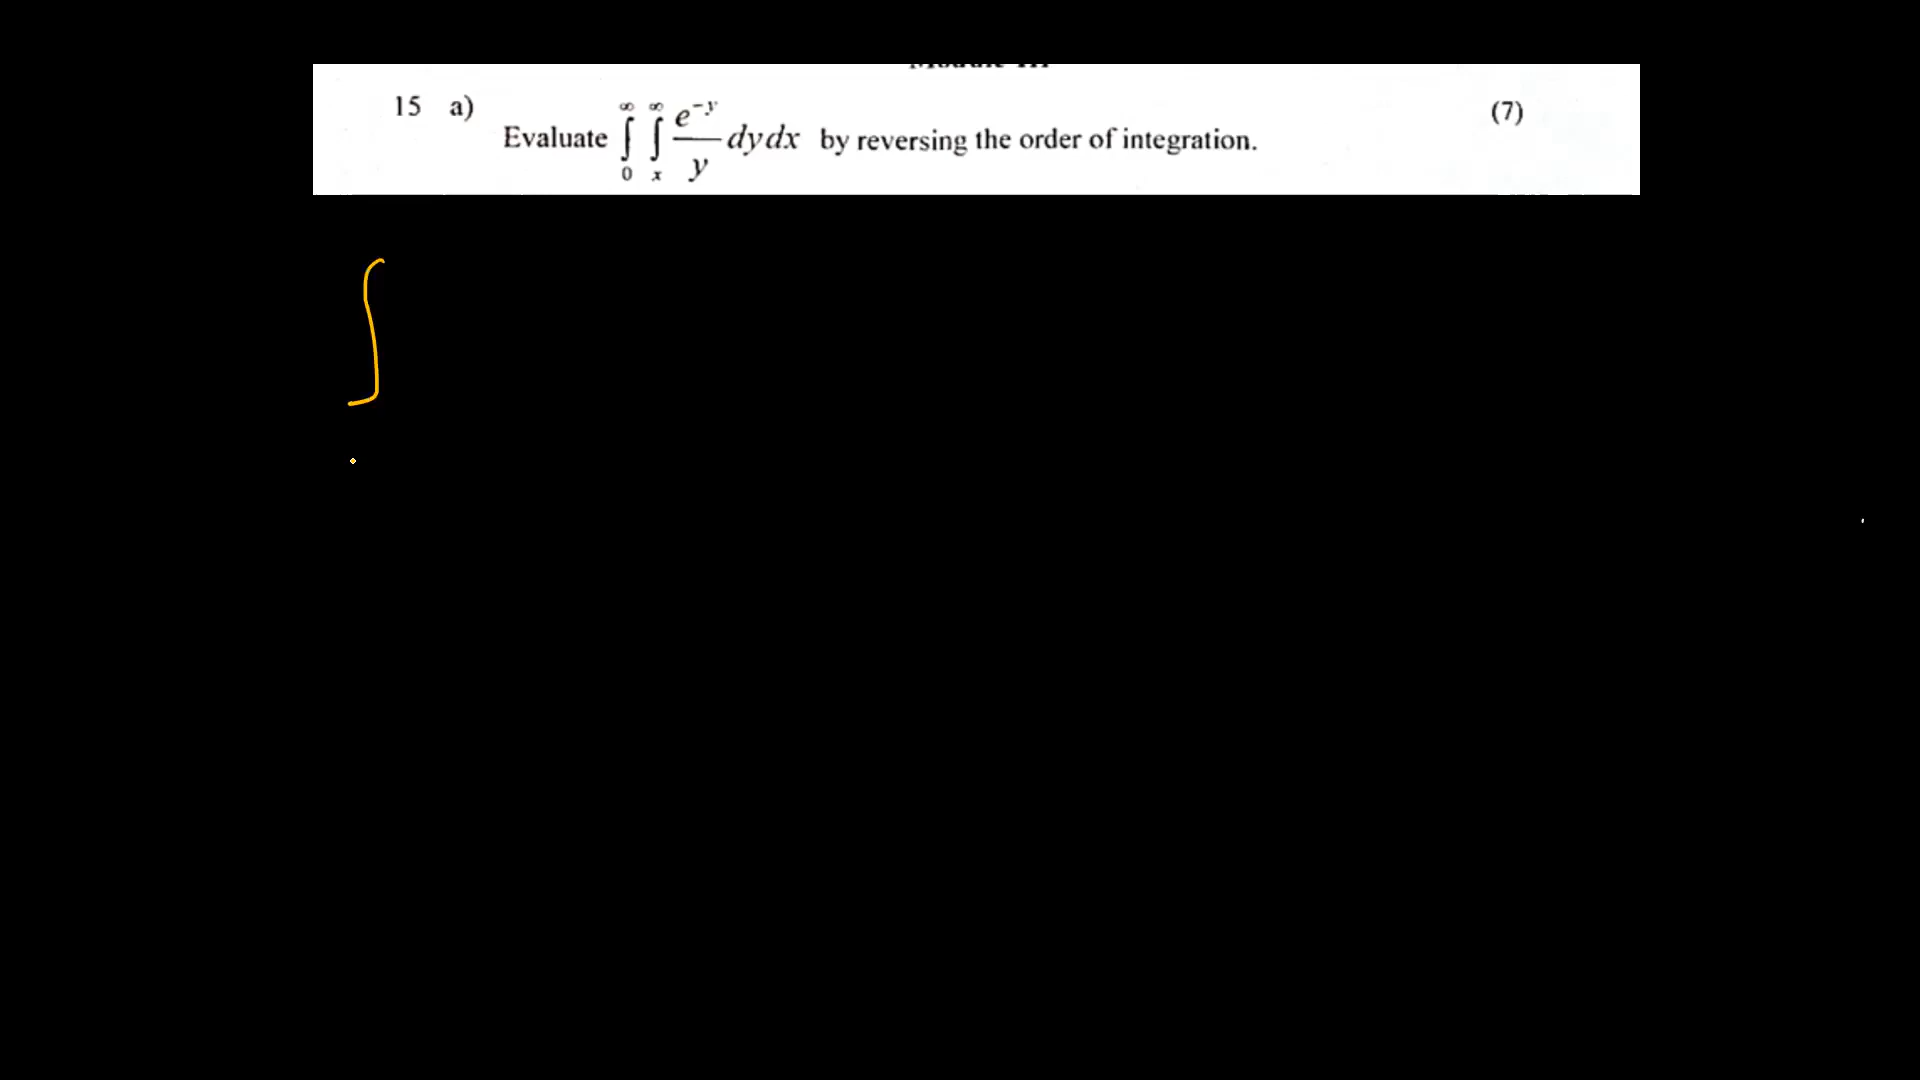 15 a) (7)
Evaluate ∫₀^∞ ∫ₓ^∞ e^{-y}/y dy dx by reversing the order of integration.
∫